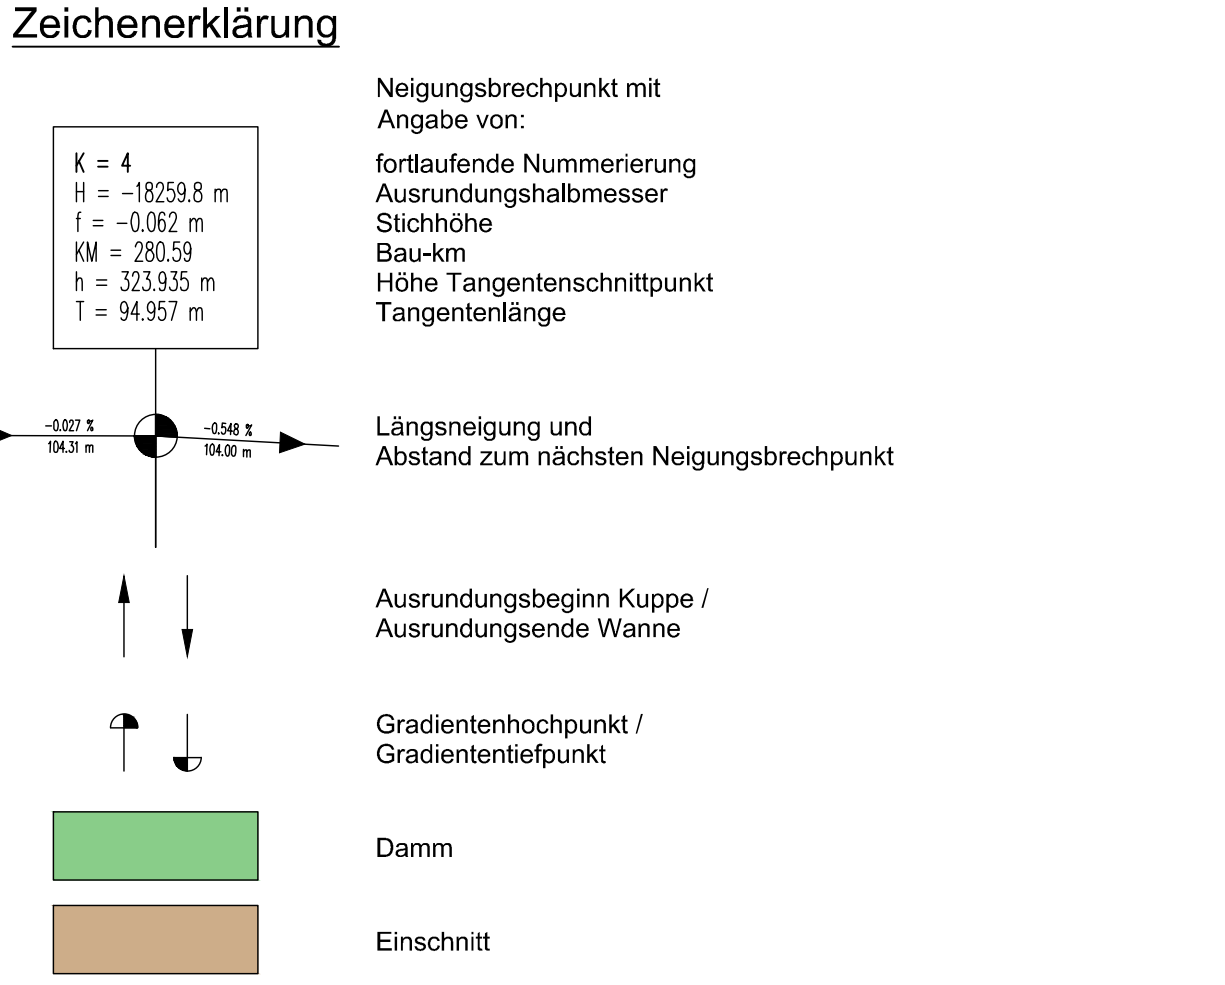 Zeichenerklärung
Neigungsbrechpunkt mit
Angabe von:
K = 4
fortlaufende Nummerierung
H = -18259.8 m
Ausrundungshalbmesser
f = -0.062 m
Stichhöhe
KM = 280.59
Bau-km
h = 323.935 m
Höhe Tangentenschnittpunkt
T = 94.957 m
Tangentenlänge
-0.027 %
104.31 m
-0.548 %
104.00 m
Längsneigung und
Abstand zum nächsten Neigungsbrechpunkt
Ausrundungsbeginn Kuppe /
Ausrundungsende Wanne
Gradientenhochpunkt /
Gradiententiefpunkt
Damm
Einschnitt